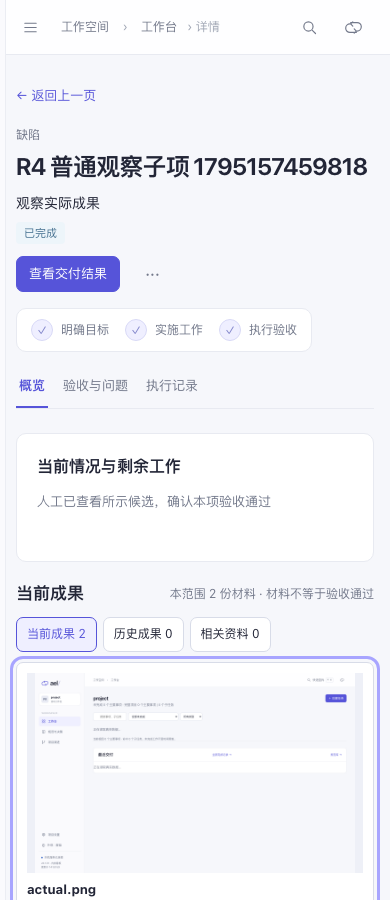 工作空间 › 工作台 › 详情
← 返回上一页
缺陷
R4 普通观察子项 1795157459818
观察实际成果
已完成
查看交付结果 ...
明确目标 实施工作 执行验收
概览 验收与问题 执行记录
当前情况与剩余工作
人工已查看所示候选，确认本项验收通过
当前成果 本范围 2 份材料 · 材料不等于验收通过
当前成果 2 历史成果 0 相关资料 0
ael
project
project
工作台
actual.png